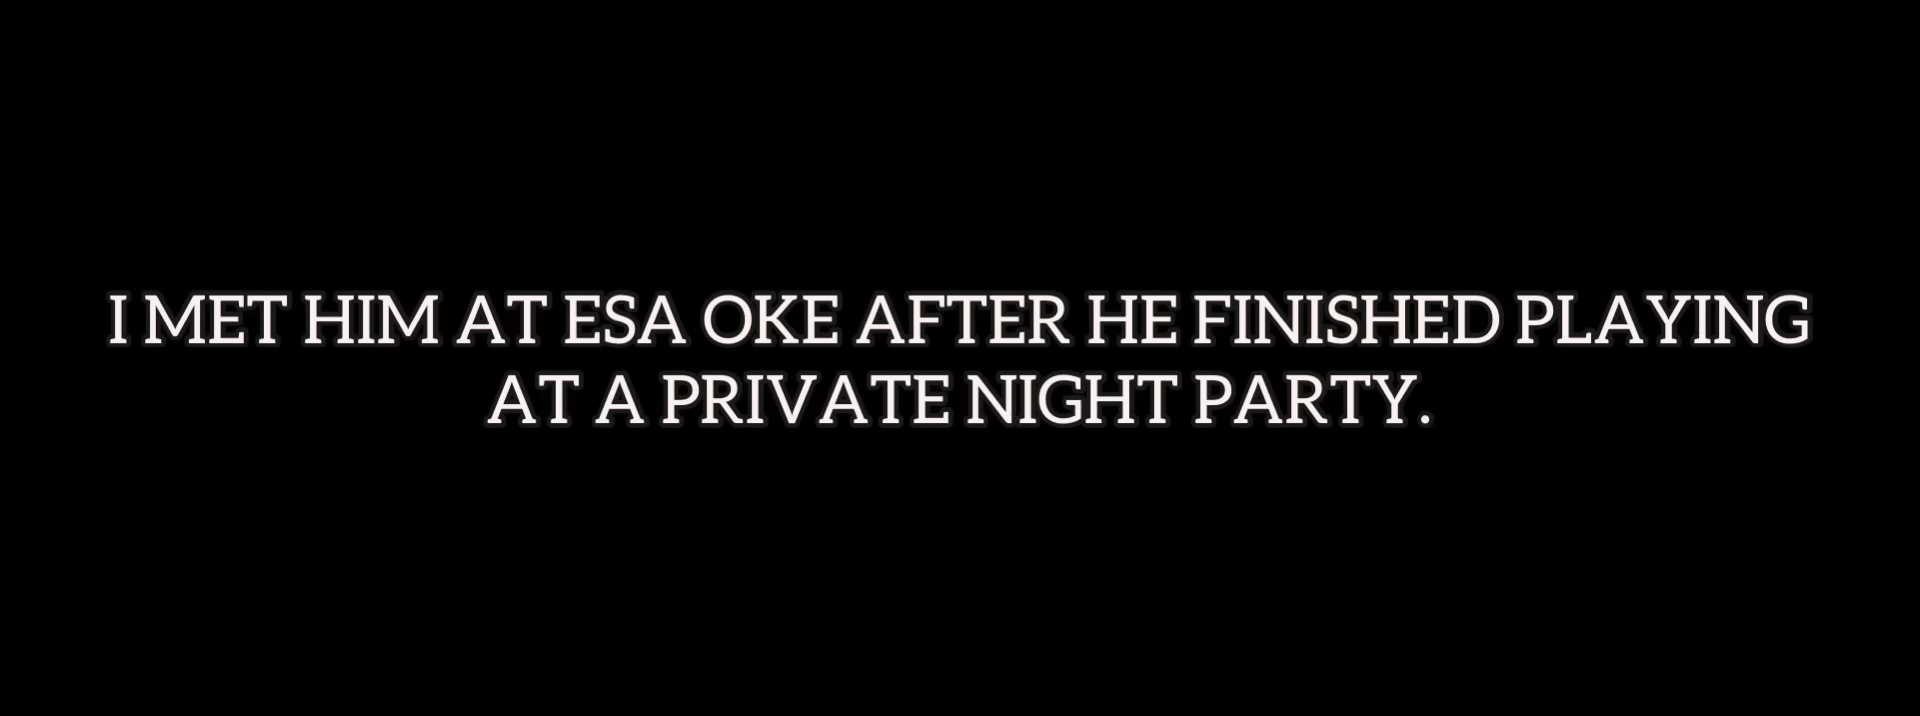 I MET HIM AT ESA OKE AFTER HE FINISHED PLAYING
AT A PRIVATE NIGHT PARTY.